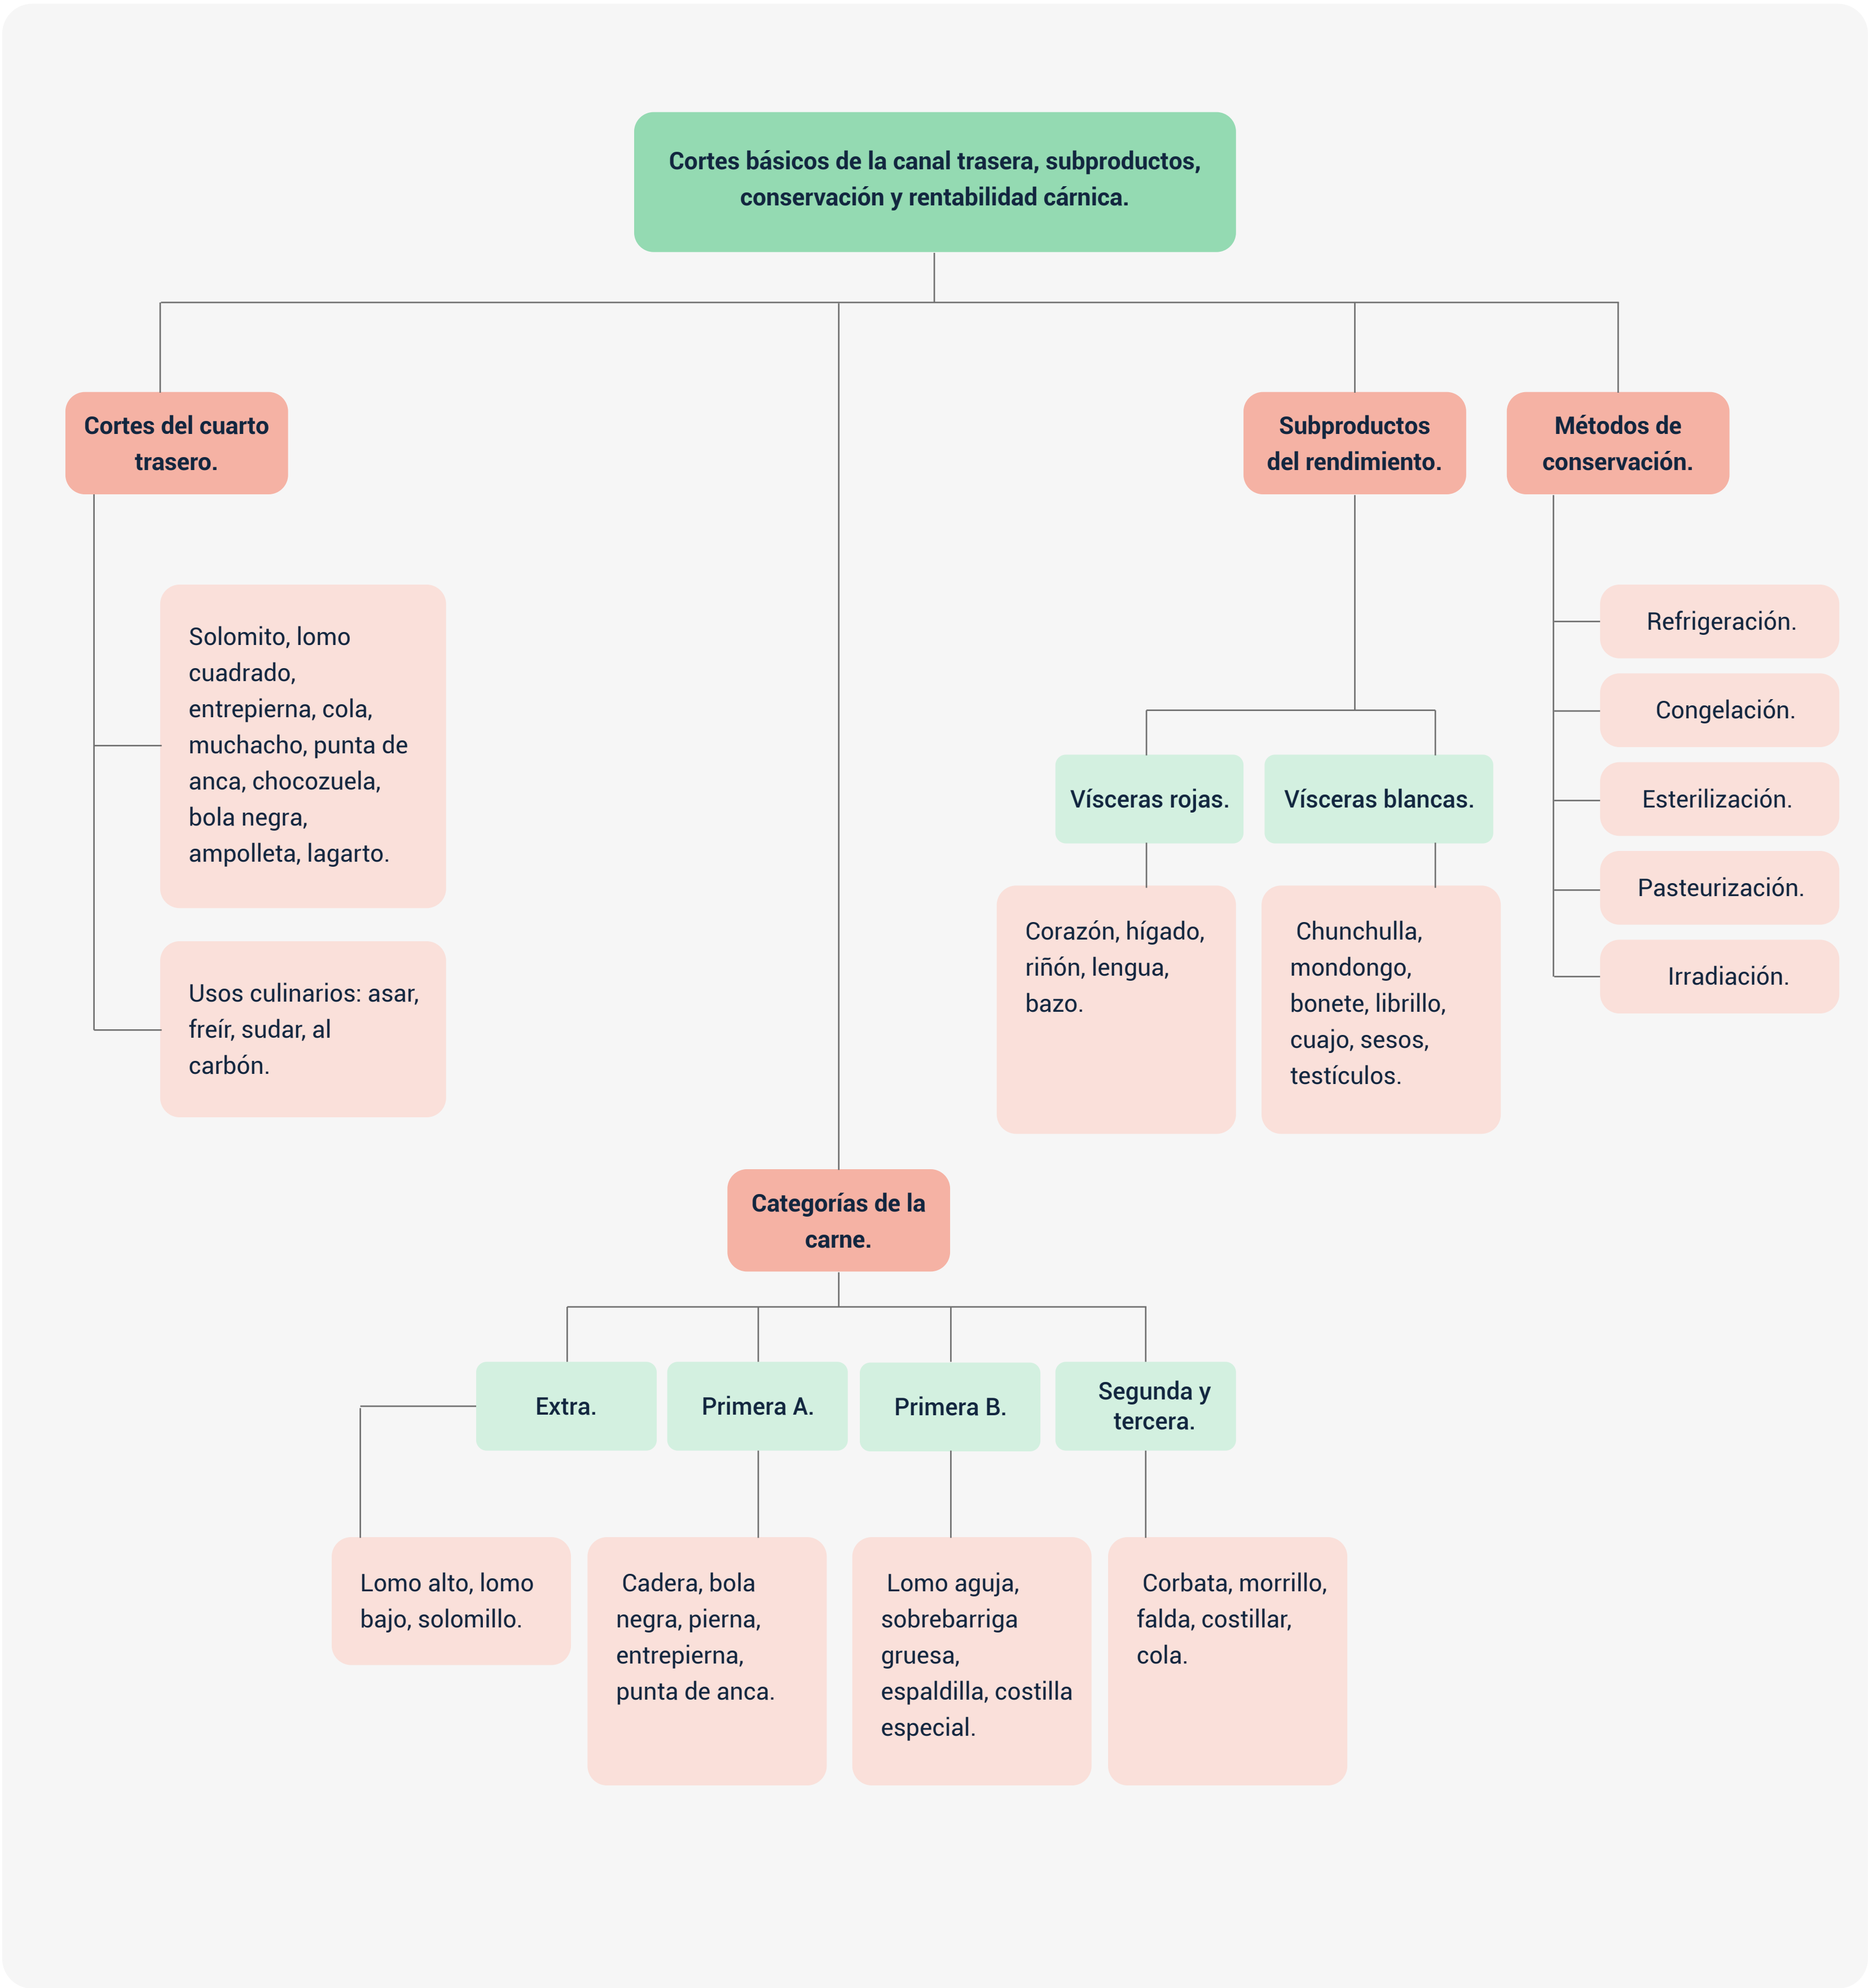 Cortes básicos de la canal trasera, subproductos,
conservación y rentabilidad cárnica.
Cortes del cuarto
trasero.
Solomito, lomo
cuadrado,
entrepierna, cola,
muchacho, punta de
anca, chocozuela,
bola negra,
ampolleta, lagarto.
Usos culinarios: asar,
freír, sudar, al
carbón.
Subproductos
del rendimiento.
Vísceras rojas.
Corazón, hígado,
riñón, lengua,
bazo.
Vísceras blancas.
Chunchulla,
mondongo,
bonete, librillo,
cuajo, sesos,
testículos.
Métodos de
conservación.
Refrigeración.
Congelación.
Esterilización.
Pasteurización.
Irradiación.
Categorías de la
carne.
Extra.
Lomo alto, lomo
bajo, solomillo.
Primera A.
Cadera, bola
negra, pierna,
entrepierna,
punta de anca.
Primera B.
Lomo aguja,
sobrebarriga
gruesa,
espaldilla, costilla
especial.
Segunda y
tercera.
Corbata, morrillo,
falda, costillar,
cola.